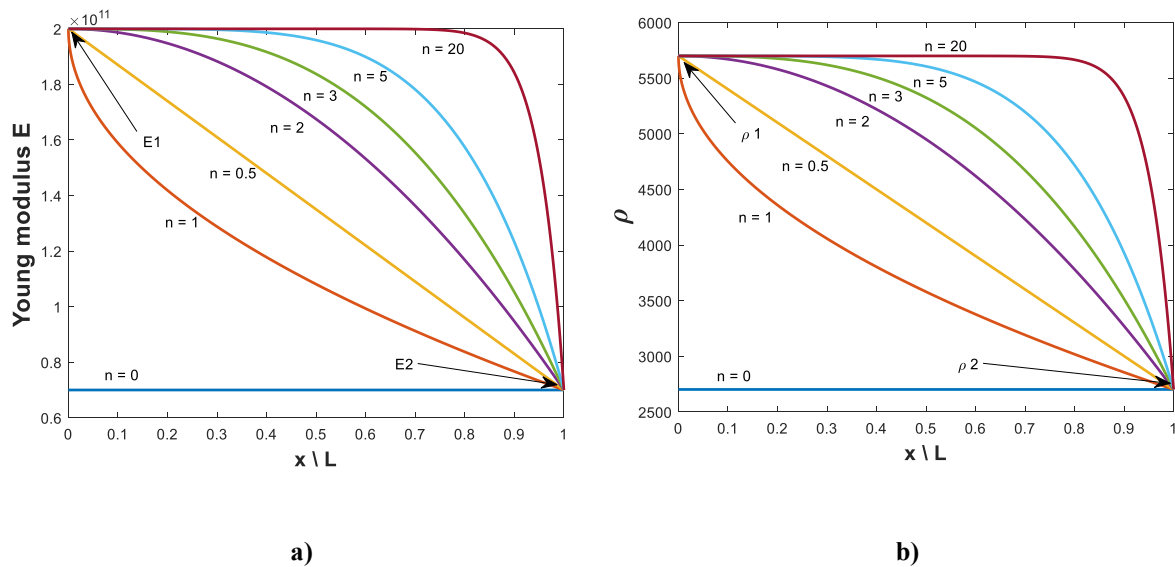 × 10^11
2
1.8
1.6
1.4
1.2
1
0.8
0.6
Young modulus E
n = 20
n = 5
n = 3
n = 2
E1
n = 0.5
n = 1
E2
n = 0
0 0.1 0.2 0.3 0.4 0.5 0.6 0.7 0.8 0.9 1
x \ L
a)
6000
5500
5000
4500
4000
3500
3000
2500
ρ
n = 20
n = 5
n = 3
n = 2
ρ 1
n = 0.5
n = 1
ρ 2
n = 0
0 0.1 0.2 0.3 0.4 0.5 0.6 0.7 0.8 0.9 1
x \ L
b)